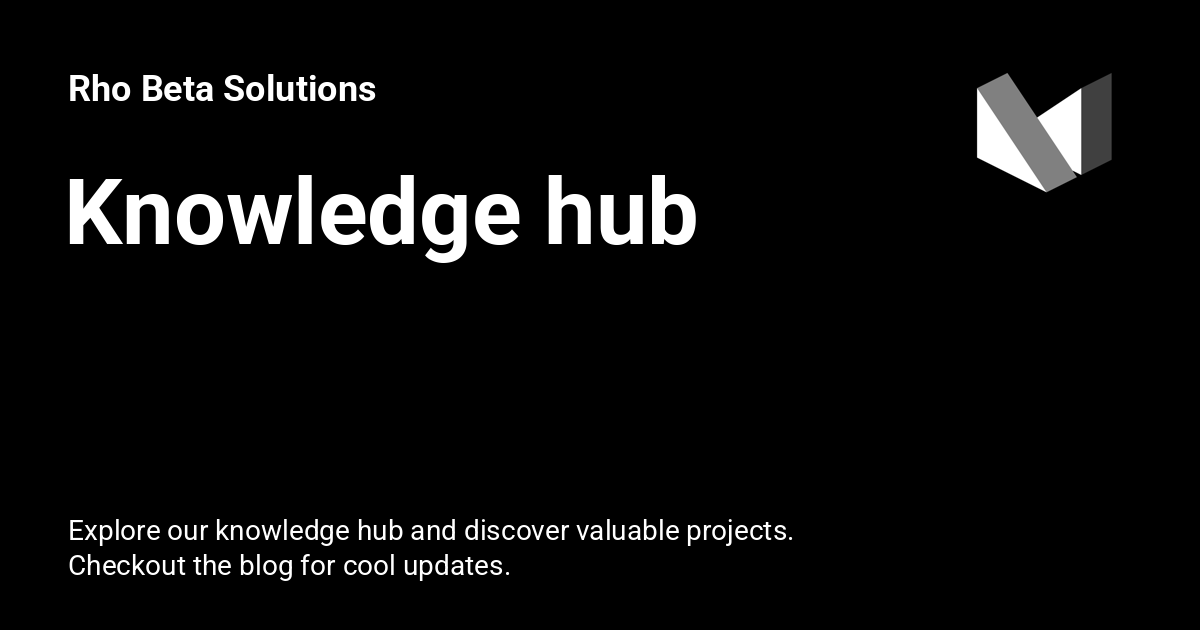 Rho Beta Solutions
Knowledge hub
Explore our knowledge hub and discover valuable projects.
Checkout the blog for cool updates.